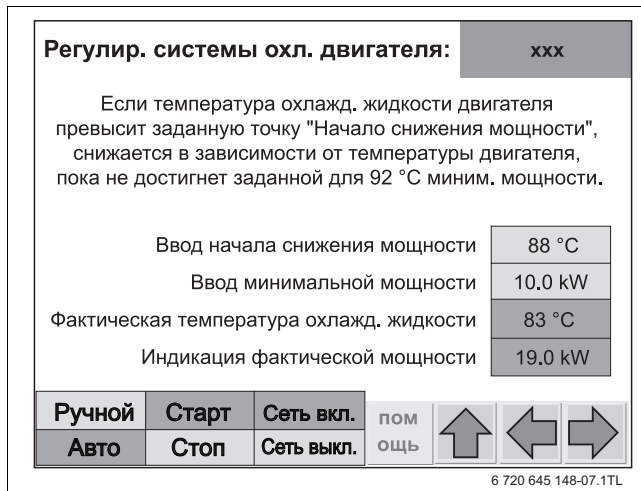 Регулир. системы охл. двигателя: xxx
Если температура охлажд. жидкости двигателя
превысит заданную точку "Начало снижения мощности",
снижается в зависимости от температуры двигателя,
пока не достигнет заданной для 92 °C миним. мощности.
Ввод начала снижения мощности 88 °C
Ввод минимальной мощности 10.0 kW
Фактическая температура охлажд. жидкости 83 °C
Индикация фактической мощности 19.0 kW
Ручной Старт Сеть вкл. пом
Авто Стоп Сеть выкл. ощь
6 720 645 148-07.1TL